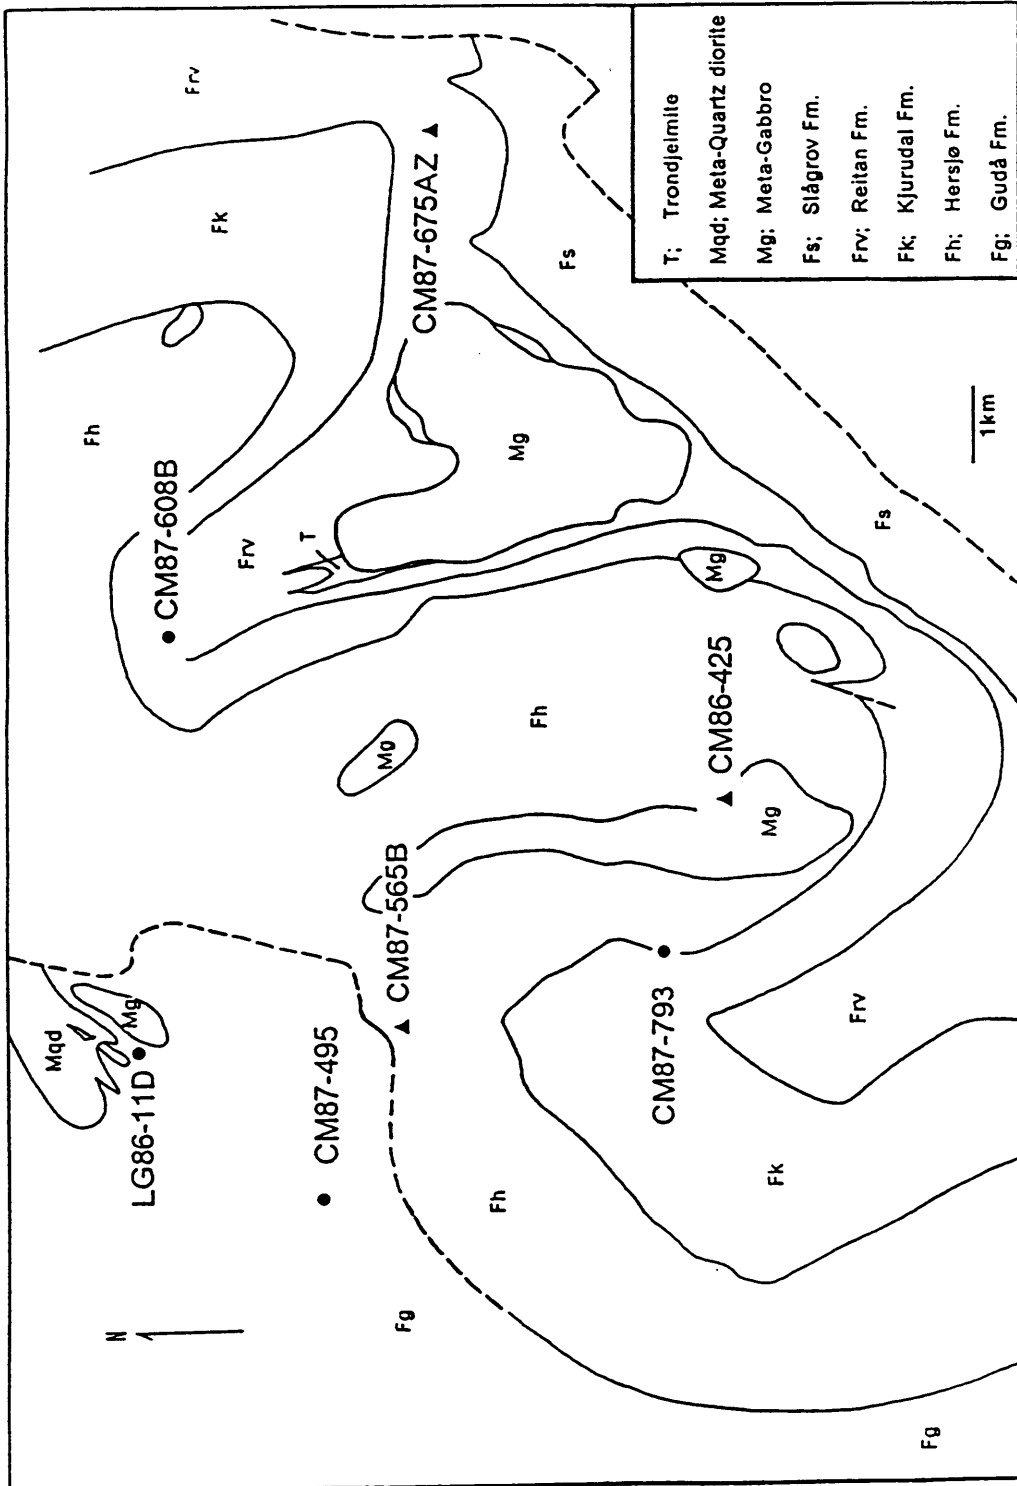 Mqd
Fh
N
Mg
LG86-11D
CM87-608B
Frv
Fk
Frv
T
CM87-495
Mg
CM87-565B
Fg
CM87-675AZ
Fh
Mg
Fh
Fs
CM87-793
Mg
CM86-425
Mg
Fk
Frv
Fs
Fg
1km
T; Trondjeimite
Mqd; Meta-Quartz diorite
Mg; Meta-Gabbro
Fs; Slågrov Fm.
Frv; Reitan Fm.
Fk; Kjurudal Fm.
Fh; Hersjø Fm.
Fg; Gudå Fm.